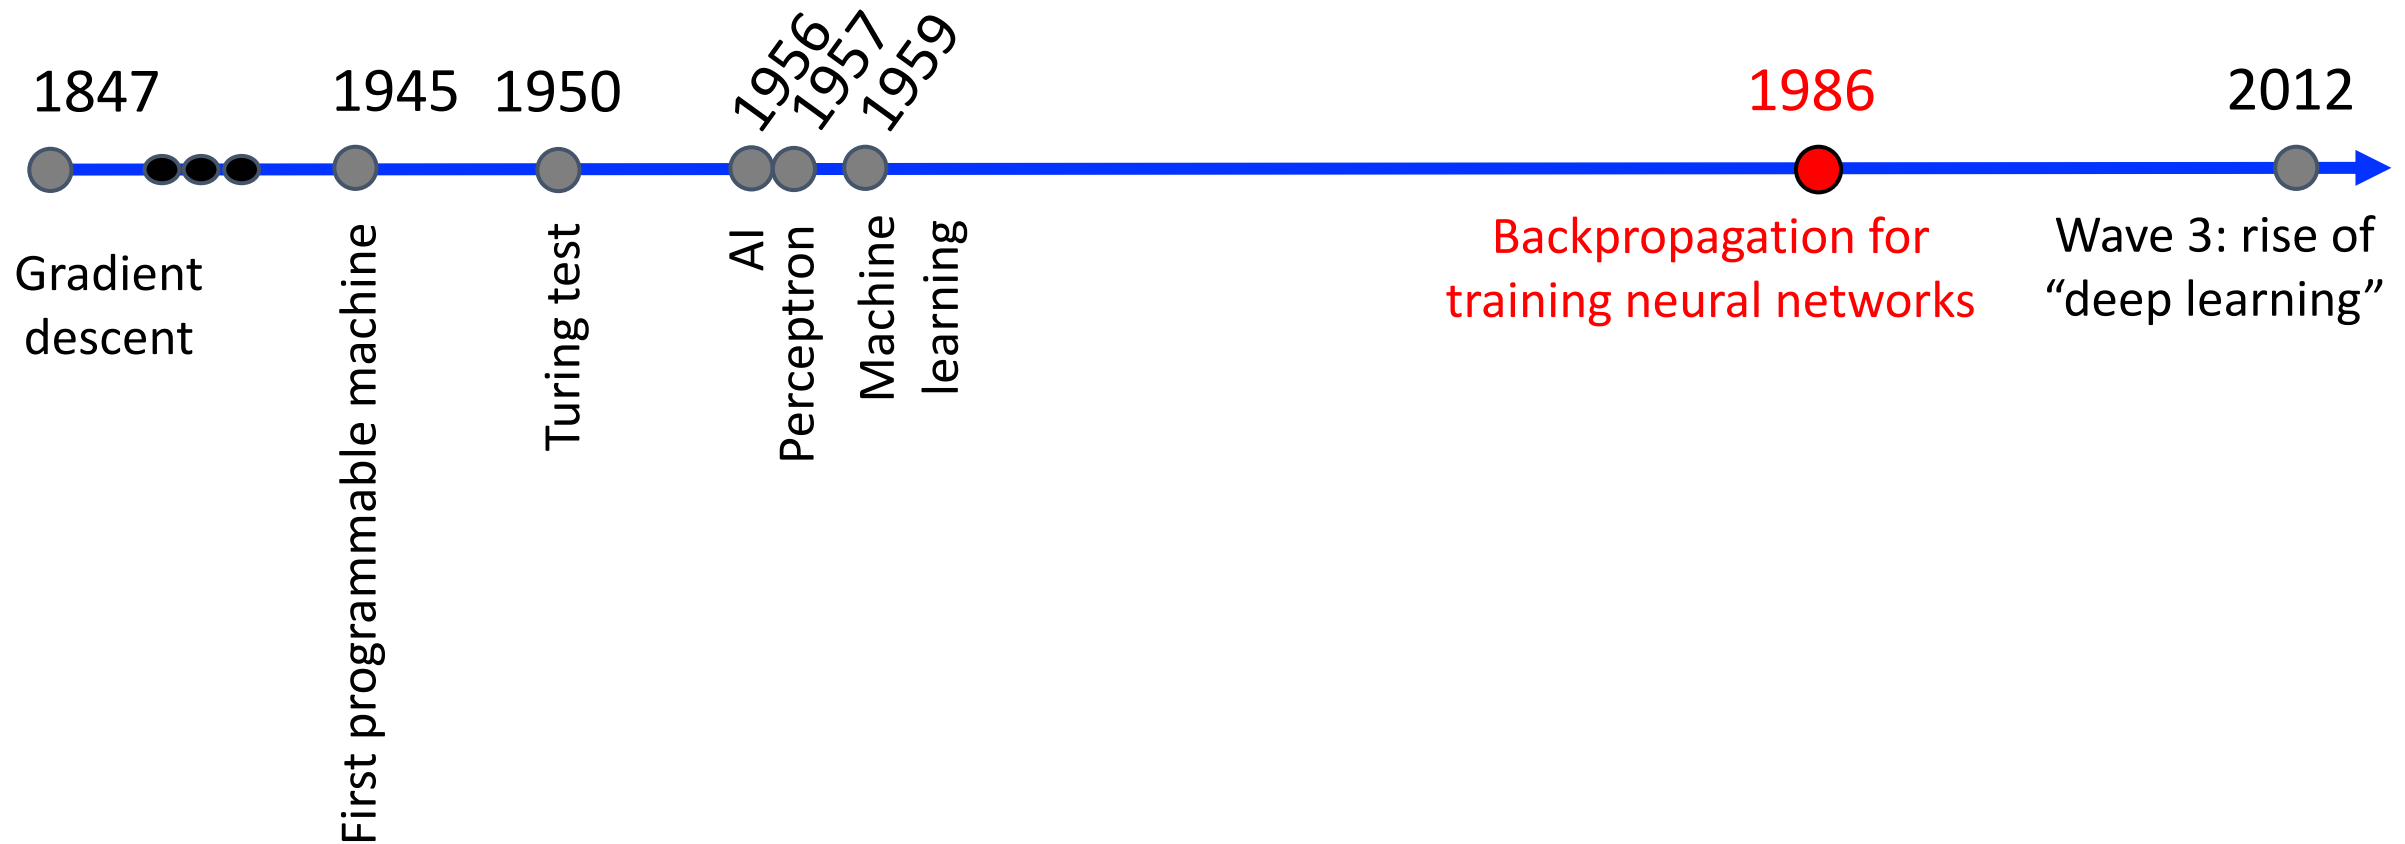 1847
1945
1950
1956
1957
1959
1986
2012
Gradient
descent
First programmable machine
Turing test
AI
Perceptron
Machine
learning
Backpropagation for
training neural networks
Wave 3: rise of
“deep learning”